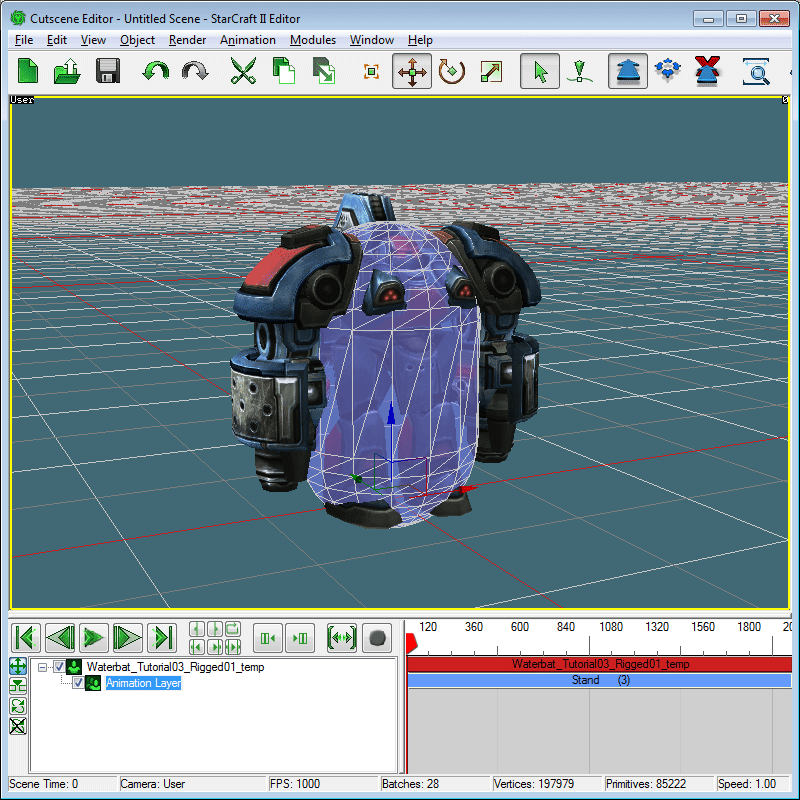 Cutscene Editor - Untitled Scene - StarCraft II Editor
File Edit View Object Render Animation Modules Window Help
User 0
120 360 600 840 1080 1320 1560 1800 20
Waterbat_Tutorial03_Rigged01_temp
Waterbat_Tutorial03_Rigged01_temp
Animation Layer
Stand (3)
Scene Time: 0 Camera: User FPS: 1000 Batches: 28 Vertices: 197979 Primitives: 85222 Speed: 1.00